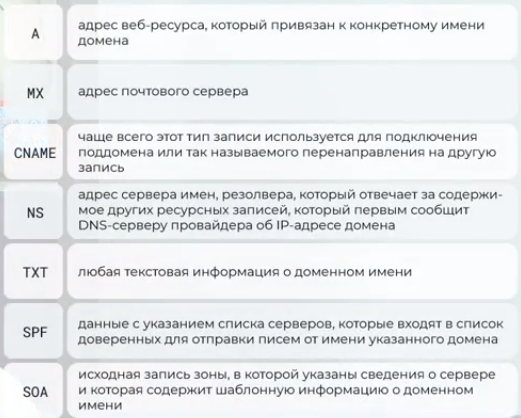 A
адрес веб-ресурса, который привязан к конкретному имени
домена
MX
адрес почтового сервера
CNAME
чаще всего этот тип записи используется для подключения
поддомена или так называемого перенаправления на другую
запись
NS
адрес сервера имен, резолвера, который отвечает за содержи-
мое других ресурсных записей, который первым сообщит
DNS-серверу провайдера об IP-адресе домена
TXT
любая текстовая информация о доменном имени
SPF
данные с указанием списка серверов, которые входят в список
доверенных для отправки писем от имени указанного домена
SOA
исходная запись зоны, в которой указаны сведения о сервере
и которая содержит шаблонную информацию о доменном
имени